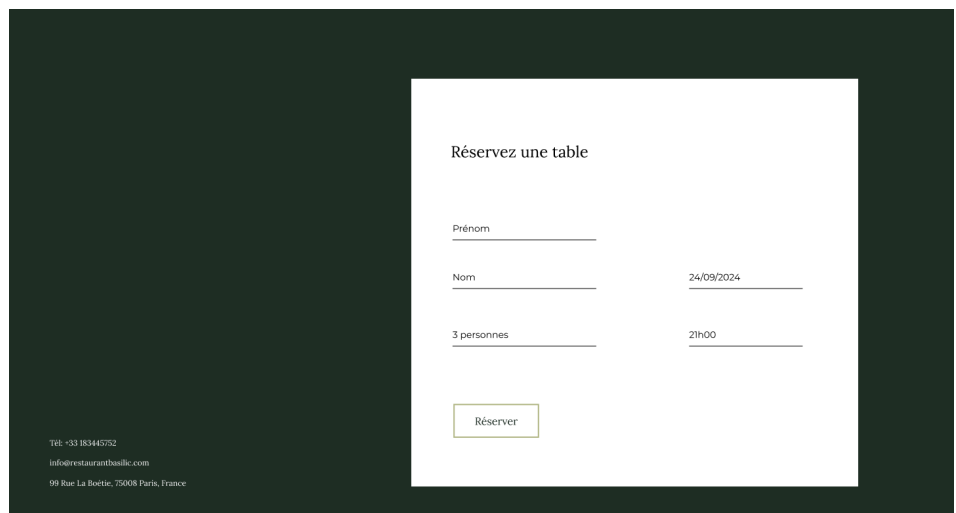 Réservez une table
Prénom
Nom
24/09/2024
3 personnes
21h00
Réserver
Tél: +33 183445752
info@restaurantbasilic.com
99 Rue La Boétie, 75008 Paris, France